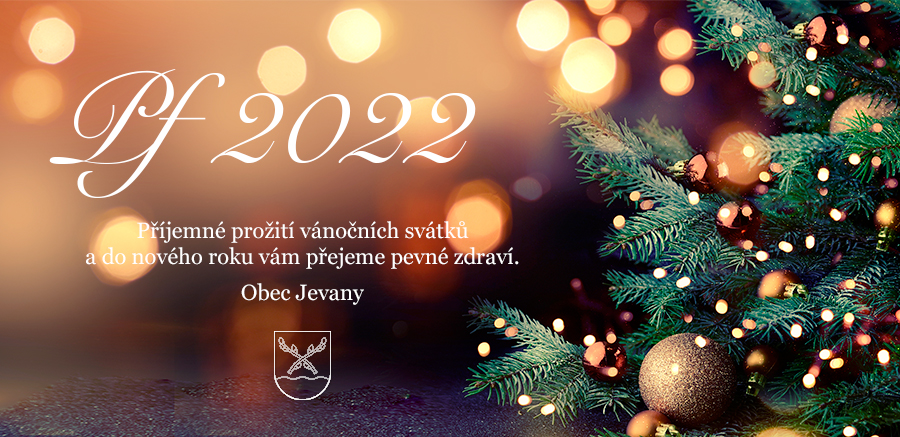 Pf 2022
Příjemné prožití vánočních svátků
a do nového roku vám přejeme pevné zdraví.
Obec Jevany